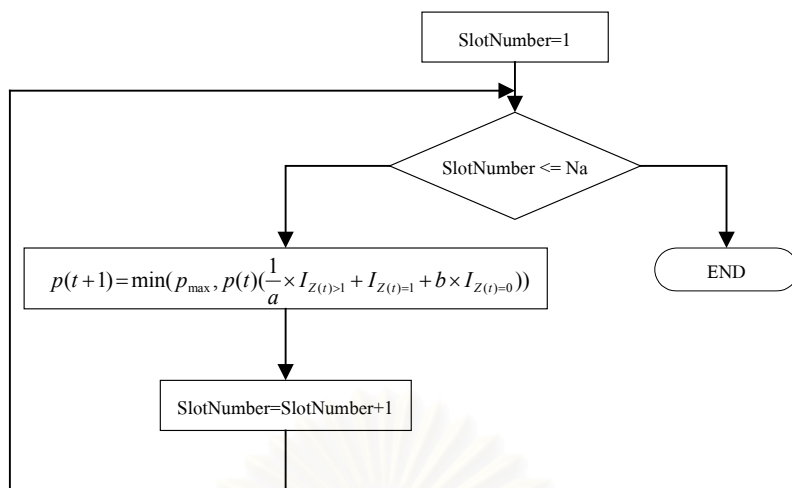 SlotNumber=1
SlotNumber <= Na
p(t+1)=min(p_max, p(t)(1/a × I_{Z(t)>1} + I_{Z(t)=1} + b × I_{Z(t)=0}))
END
SlotNumber=SlotNumber+1